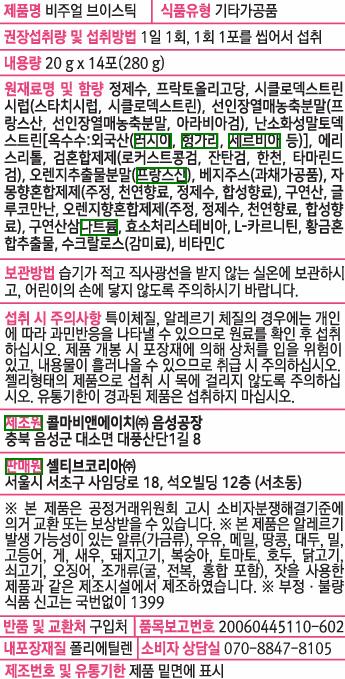 제품명 비주얼 브이스틱 식품유형 기타가공품
권장섭취량 및 섭취방법 1일 1회, 1회 1포를 씹어서 섭취
내용량 20 g x 14포(280 g)
원재료명 및 함량 정제수, 프락토올리고당, 시클로덱스트린
시럽(스타치시럽, 시클로덱스트린), 선인장열매농축분말(프
랑스산, 선인장열매농축분말, 아라비아검), 난소화성말토덱
스트린[옥수수:외국산(러시아, 헝가리, 세르비아 등)], 에리
스리톨, 검혼합제제(로커스트콩검, 잔탄검, 한천, 타마린드
검), 오렌지추출물분말(프랑스산), 베지주스(과채가공품), 자
몽향혼합제제(주정, 천연향료, 정제수, 합성향료), 구연산, 글
루코만난, 오렌지향혼합제제(주정, 정제수, 천연향료, 합성향
료), 구연산삼나트륨, 효소처리스테비아, L-카르니틴, 황금혼
합추출물, 수크랄로스(감미료), 비타민C
보관방법 습기가 적고 직사광선을 받지 않는 실온에 보관하시
고, 어린이의 손에 닿지 않도록 주의하시기 바랍니다.
섭취 시 주의사항 특이체질, 알레르기 체질의 경우에는 개인
에 따라 과민반응을 나타낼 수 있으므로 원료를 확인 후 섭취
하십시오. 제품 개봉 시 포장재에 의해 상처를 입을 위험이
있고, 내용물이 흘러나올 수 있으므로 취급 시 주의하십시오.
젤리형태의 제품으로 섭취 시 목에 걸리지 않도록 주의하십
시오. 유통기한이 경과된 제품은 섭취하지 마십시오.
제조원 콜마비앤에이치㈜ 음성공장
충북 음성군 대소면 대풍산단1길 8
판매원 셀티브코리아㈜
서울시 서초구 사임당로 18, 석오빌딩 12층 (서초동)
※ 본 제품은 공정거래위원회 고시 소비자분쟁해결기준에
의거 교환 또는 보상받을 수 있습니다. ※ 본 제품은 알레르기
발생 가능성이 있는 알류(가금류), 우유, 메밀, 땅콩, 대두, 밀,
고등어, 게, 새우, 돼지고기, 복숭아, 토마토, 호두, 닭고기,
쇠고기, 오징어, 조개류(굴, 전복, 홍합 포함), 잣을 사용한
제품과 같은 제조시설에서 제조하였습니다. ※ 부정·불량
식품 신고는 국번없이 1399
반품 및 교환처 구입처 품목보고번호 20060445110-602
내포장재질 폴리에틸렌 소비자 상담실 070-8847-8105
제조번호 및 유통기한 제품 밑면에 표시